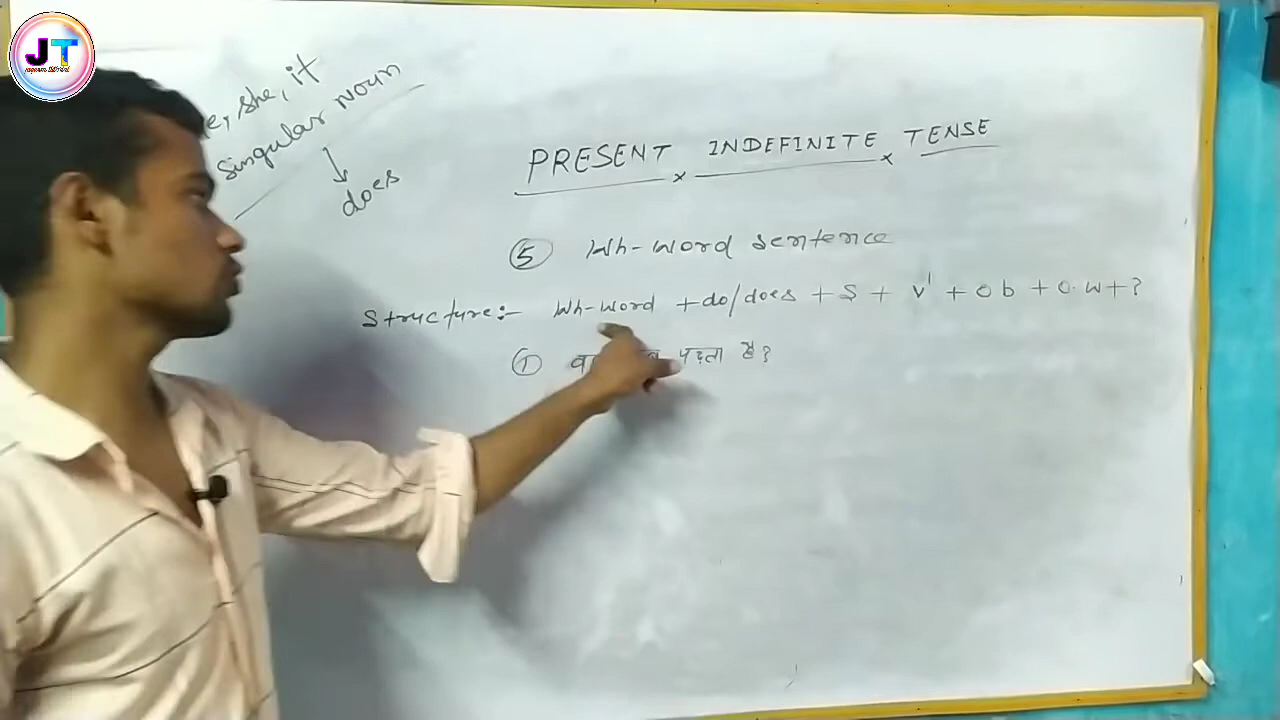 JT
she, it
singular noun
does
PRESENT INDEFINITE TENSE
5 Wh-word sentence
Structure:- Wh-word + do/does + S + V1 + ob + O.W + ?
1 पढ़ता है?